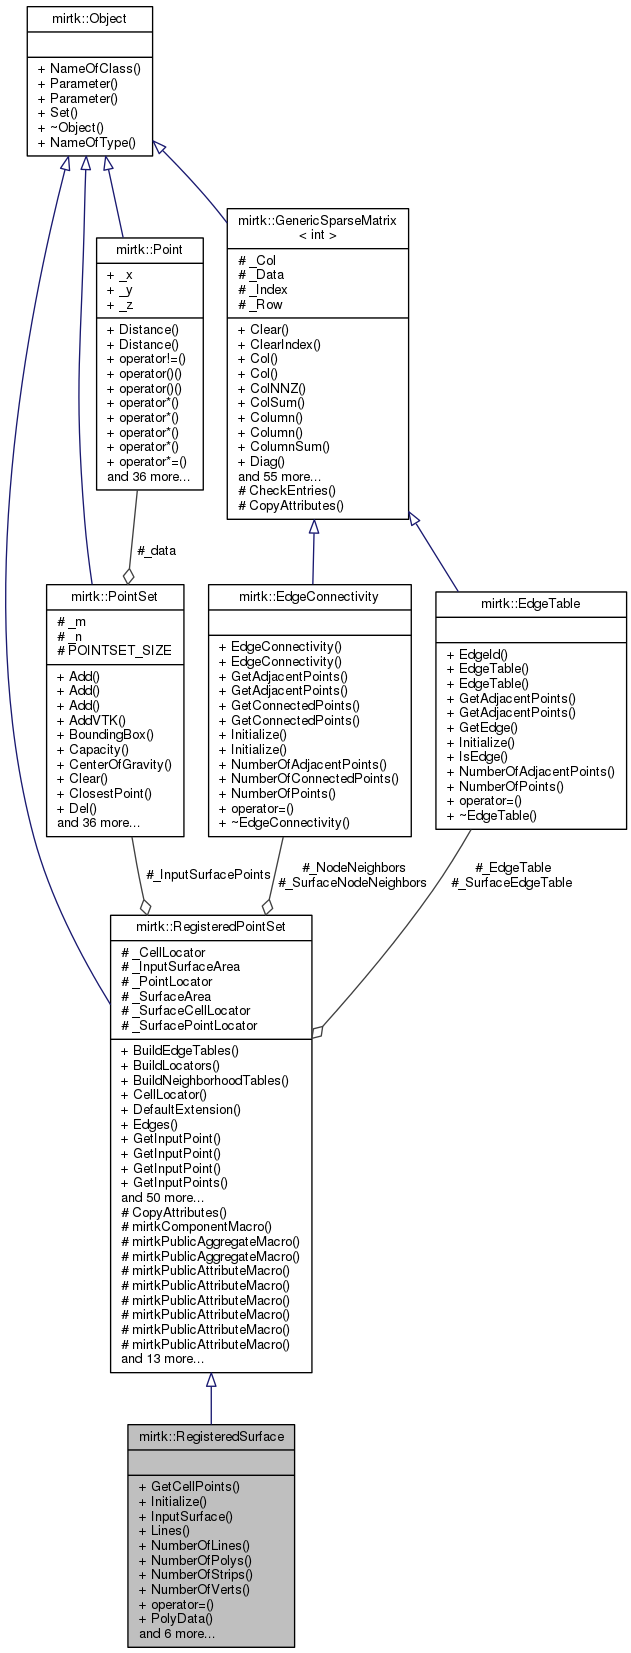 mirtk::Object
+ NameOfClass()
+ Parameter()
+ Parameter()
+ Set()
+ ~Object()
+ NameOfType()
mirtk::Point
+ _x
+ _y
+ _z
+ Distance()
+ Distance()
+ operator!=()
+ operator()()
+ operator()()
+ operator*()
+ operator*()
+ operator*()
+ operator*()
+ operator*=()
and 36 more...
mirtk::GenericSparseMatrix
< int >
# _Col
# _Data
# _Index
# _Row
+ Clear()
+ ClearIndex()
+ Col()
+ Col()
+ ColNNZ()
+ ColSum()
+ Column()
+ Column()
+ ColumnSum()
+ Diag()
and 55 more...
# CheckEntries()
# CopyAttributes()
#_data
mirtk::PointSet
# _m
# _n
# POINTSET_SIZE
+ Add()
+ Add()
+ Add()
+ AddVTK()
+ BoundingBox()
+ Capacity()
+ CenterOfGravity()
+ Clear()
+ ClosestPoint()
+ Del()
and 36 more...
mirtk::EdgeConnectivity
+ EdgeConnectivity()
+ EdgeConnectivity()
+ GetAdjacentPoints()
+ GetAdjacentPoints()
+ GetConnectedPoints()
+ GetConnectedPoints()
+ Initialize()
+ Initialize()
+ NumberOfAdjacentPoints()
+ NumberOfConnectedPoints()
+ NumberOfPoints()
+ operator=()
+ ~EdgeConnectivity()
mirtk::EdgeTable
+ EdgeId()
+ EdgeTable()
+ EdgeTable()
+ GetAdjacentPoints()
+ GetAdjacentPoints()
+ GetEdge()
+ Initialize()
+ IsEdge()
+ NumberOfAdjacentPoints()
+ NumberOfPoints()
+ operator=()
+ ~EdgeTable()
#_InputSurfacePoints
#_NodeNeighbors
#_SurfaceNodeNeighbors
#_EdgeTable
#_SurfaceEdgeTable
mirtk::RegisteredPointSet
# _CellLocator
# _InputSurfaceArea
# _PointLocator
# _SurfaceArea
# _SurfaceCellLocator
# _SurfacePointLocator
+ BuildEdgeTables()
+ BuildLocators()
+ BuildNeighborhoodTables()
+ CellLocator()
+ DefaultExtension()
+ Edges()
+ GetInputPoint()
+ GetInputPoint()
+ GetInputPoint()
+ GetInputPoints()
and 50 more...
# CopyAttributes()
# mirtkComponentMacro()
# mirtkPublicAggregateMacro()
# mirtkPublicAggregateMacro()
# mirtkPublicAttributeMacro()
# mirtkPublicAttributeMacro()
# mirtkPublicAttributeMacro()
# mirtkPublicAttributeMacro()
# mirtkPublicAttributeMacro()
# mirtkPublicAttributeMacro()
and 13 more...
mirtk::RegisteredSurface
+ GetCellPoints()
+ Initialize()
+ InputSurface()
+ Lines()
+ NumberOfLines()
+ NumberOfPolys()
+ NumberOfStrips()
+ NumberOfVerts()
+ operator=()
+ PolyData()
and 6 more...